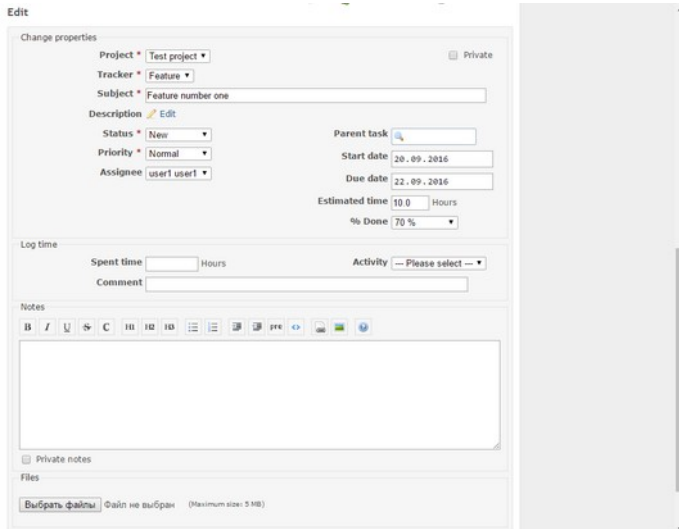 Edit
Change properties
Project * Test project Private
Tracker * Feature
Subject * Feature number one
Description Edit
Status * New Parent task
Priority * Normal Start date 20.09.2016
Assignee user1 user1 Due date 22.09.2016
Estimated time 10.0 Hours
% Done 70 %
Log time
Spent time Hours Activity --- Please select ---
Comment
Notes
B I U S C H1 H2 H3 pre <>
Private notes
Files
Выбрать файлы Файл не выбран (Maximum size: 5 MB)